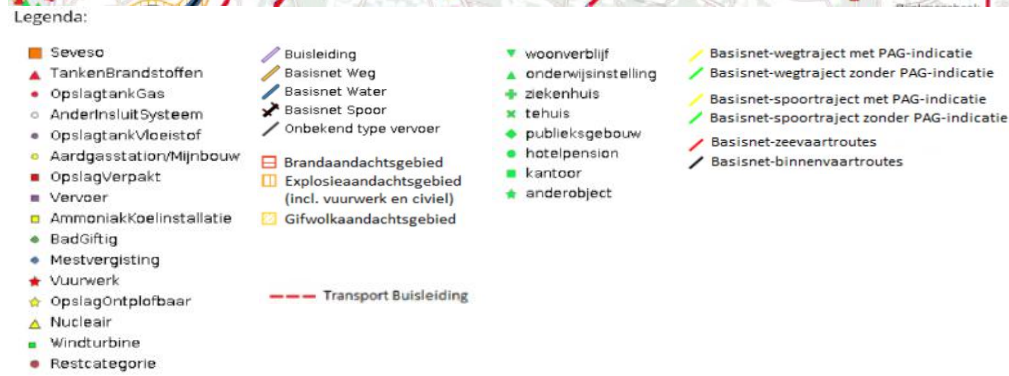 Legenda:
Seveso
TankenBrandstoffen
OpslagtankGas
AnderInsluitSysteem
OpslagtankVloeistof
Aardgasstation/Mijnbouw
OpslagVerpakt
Vervoer
AmmoniakKoelinstallatie
BadGiftig
Mestvergisting
Vuurwerk
OpslagOntplofbaar
Nucleair
Windturbine
Restcategorie
Buisleiding
Basisnet Weg
Basisnet Water
Basisnet Spoor
Onbekend type vervoer
Brandaandachtsgebied
Explosieaandachtsgebied
(incl. vuurwerk en civiel)
Gifwolkaandachtsgebied
Transport Buisleiding
woonverblijf
onderwijsinstelling
ziekenhuis
tehuis
publieksgebouw
hotelpension
kantoor
anderobject
Basisnet-wegtraject met PAG-indicatie
Basisnet-wegtraject zonder PAG-indicatie
Basisnet-spoortraject met PAG-indicatie
Basisnet-spoortraject zonder PAG-indicatie
Basisnet-zeevaartroutes
Basisnet-binnenvaartroutes